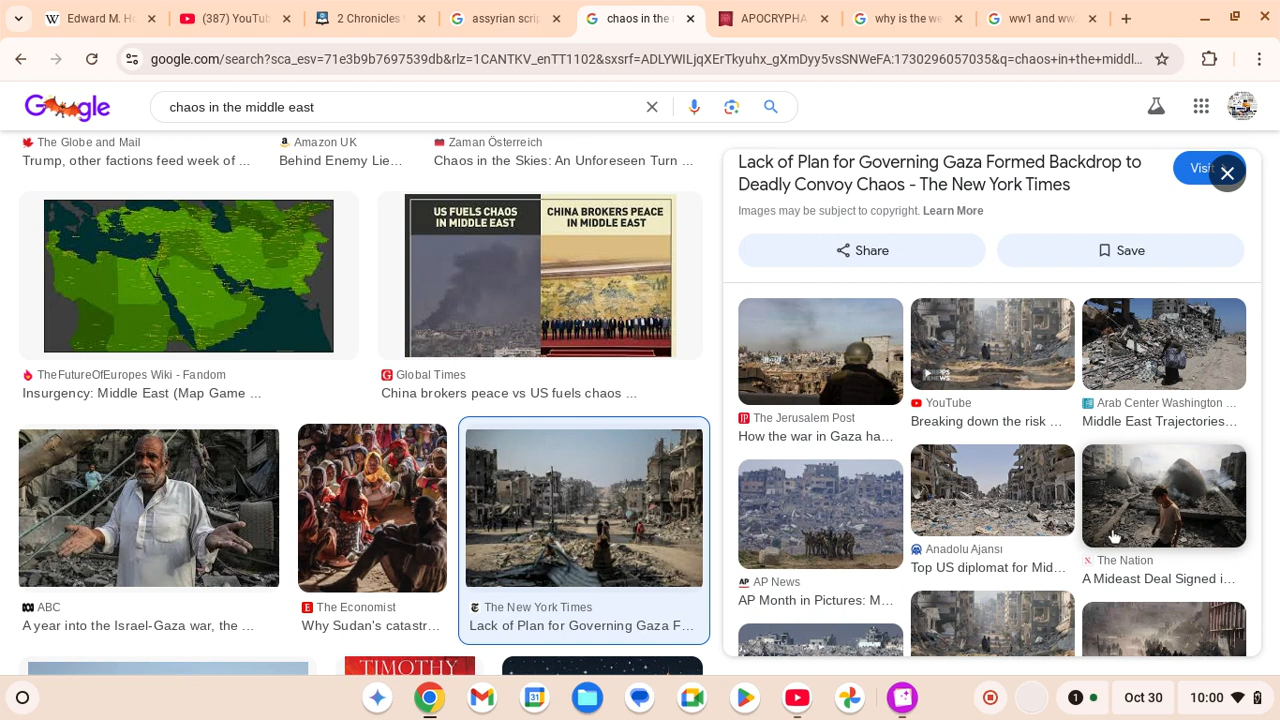 Edward M. Ho
(387) YouTub
2 Chronicles
assyrian scrip
chaos in the
APOCRYPHA
why is the we
ww1 and ww
google.com/search?sca_esv=71e3b9b7697539db&rlz=1CANTKV_enTT1102&sxsrf=ADLYWILjqXErTkyuhx_gXmDyy5vsSNWeFA:1730296057035&q=chaos+in+the+middl...
chaos in the middle east
The Globe and Mail
Trump, other factions feed week of ...
Amazon UK
Behind Enemy Lie...
Zaman Österreich
Chaos in the Skies: An Unforeseen Turn ...
US FUELS CHAOS
IN MIDDLE EAST
CHINA BROKERS PEACE
IN MIDDLE EAST
TheFutureOfEuropes Wiki - Fandom
Insurgency: Middle East (Map Game ...
Global Times
China brokers peace vs US fuels chaos ...
ABC
A year into the Israel-Gaza war, the ...
The Economist
Why Sudan's catastr...
The New York Times
Lack of Plan for Governing Gaza F...
TIMOTHY
Lack of Plan for Governing Gaza Formed Backdrop to
Deadly Convoy Chaos - The New York Times
Visit
Images may be subject to copyright. Learn More
Share
Save
The Jerusalem Post
How the war in Gaza ha...
YouTube
Breaking down the risk ...
Arab Center Washington ...
Middle East Trajectories...
AP News
AP Month in Pictures: M...
Anadolu Ajansı
Top US diplomat for Mid...
The Nation
A Mideast Deal Signed i...
1
Oct 30
10:00